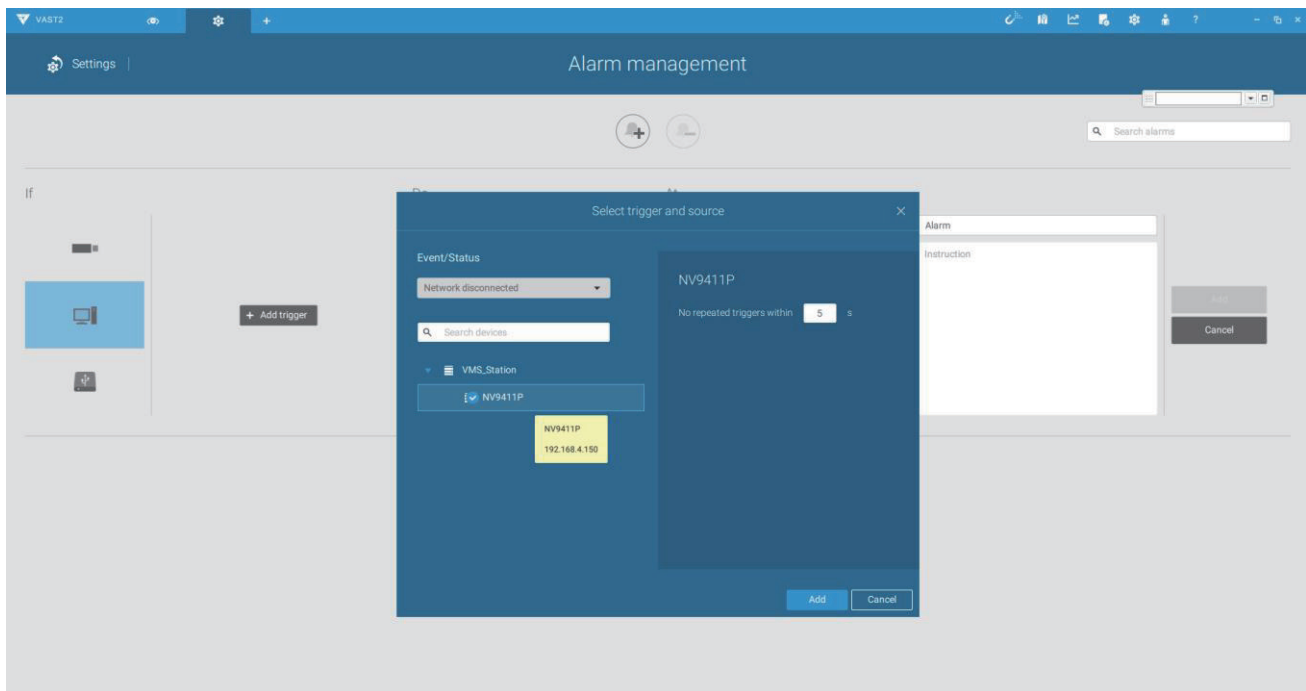 VAST2
+
?
Settings
Alarm management
Search alarms
If
Select trigger and source
Event/Status
Network disconnected
Search devices
VMS_Station
NV9411P
NV9411P
192.168.4.150
NV9411P
No repeated triggers within 5 s
Add
Cancel
+ Add trigger
Alarm
Instruction
Add
Cancel